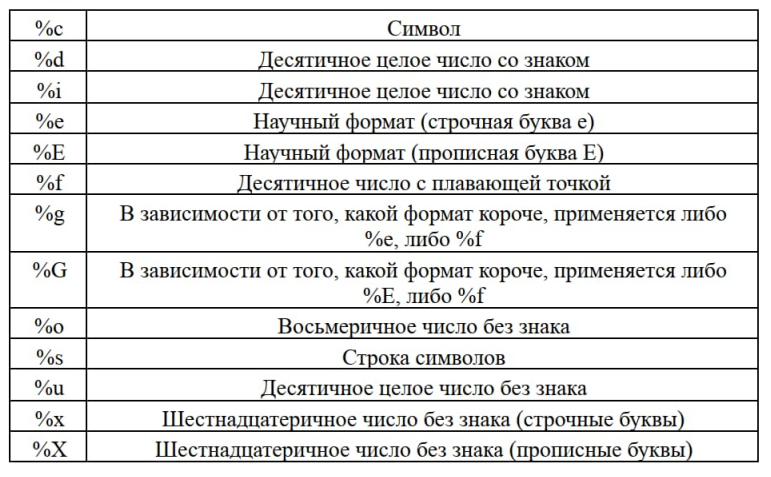 %c Символ
%d Десятичное целое число со знаком
%i Десятичное целое число со знаком
%e Научный формат (строчная буква e)
%E Научный формат (прописная буква E)
%f Десятичное число с плавающей точкой
%g В зависимости от того, какой формат короче, применяется либо
%e, либо %f
%G В зависимости от того, какой формат короче, применяется либо
%E, либо %f
%o Восьмеричное число без знака
%s Строка символов
%u Десятичное целое число без знака
%x Шестнадцатеричное число без знака (строчные буквы)
%X Шестнадцатеричное число без знака (прописные буквы)